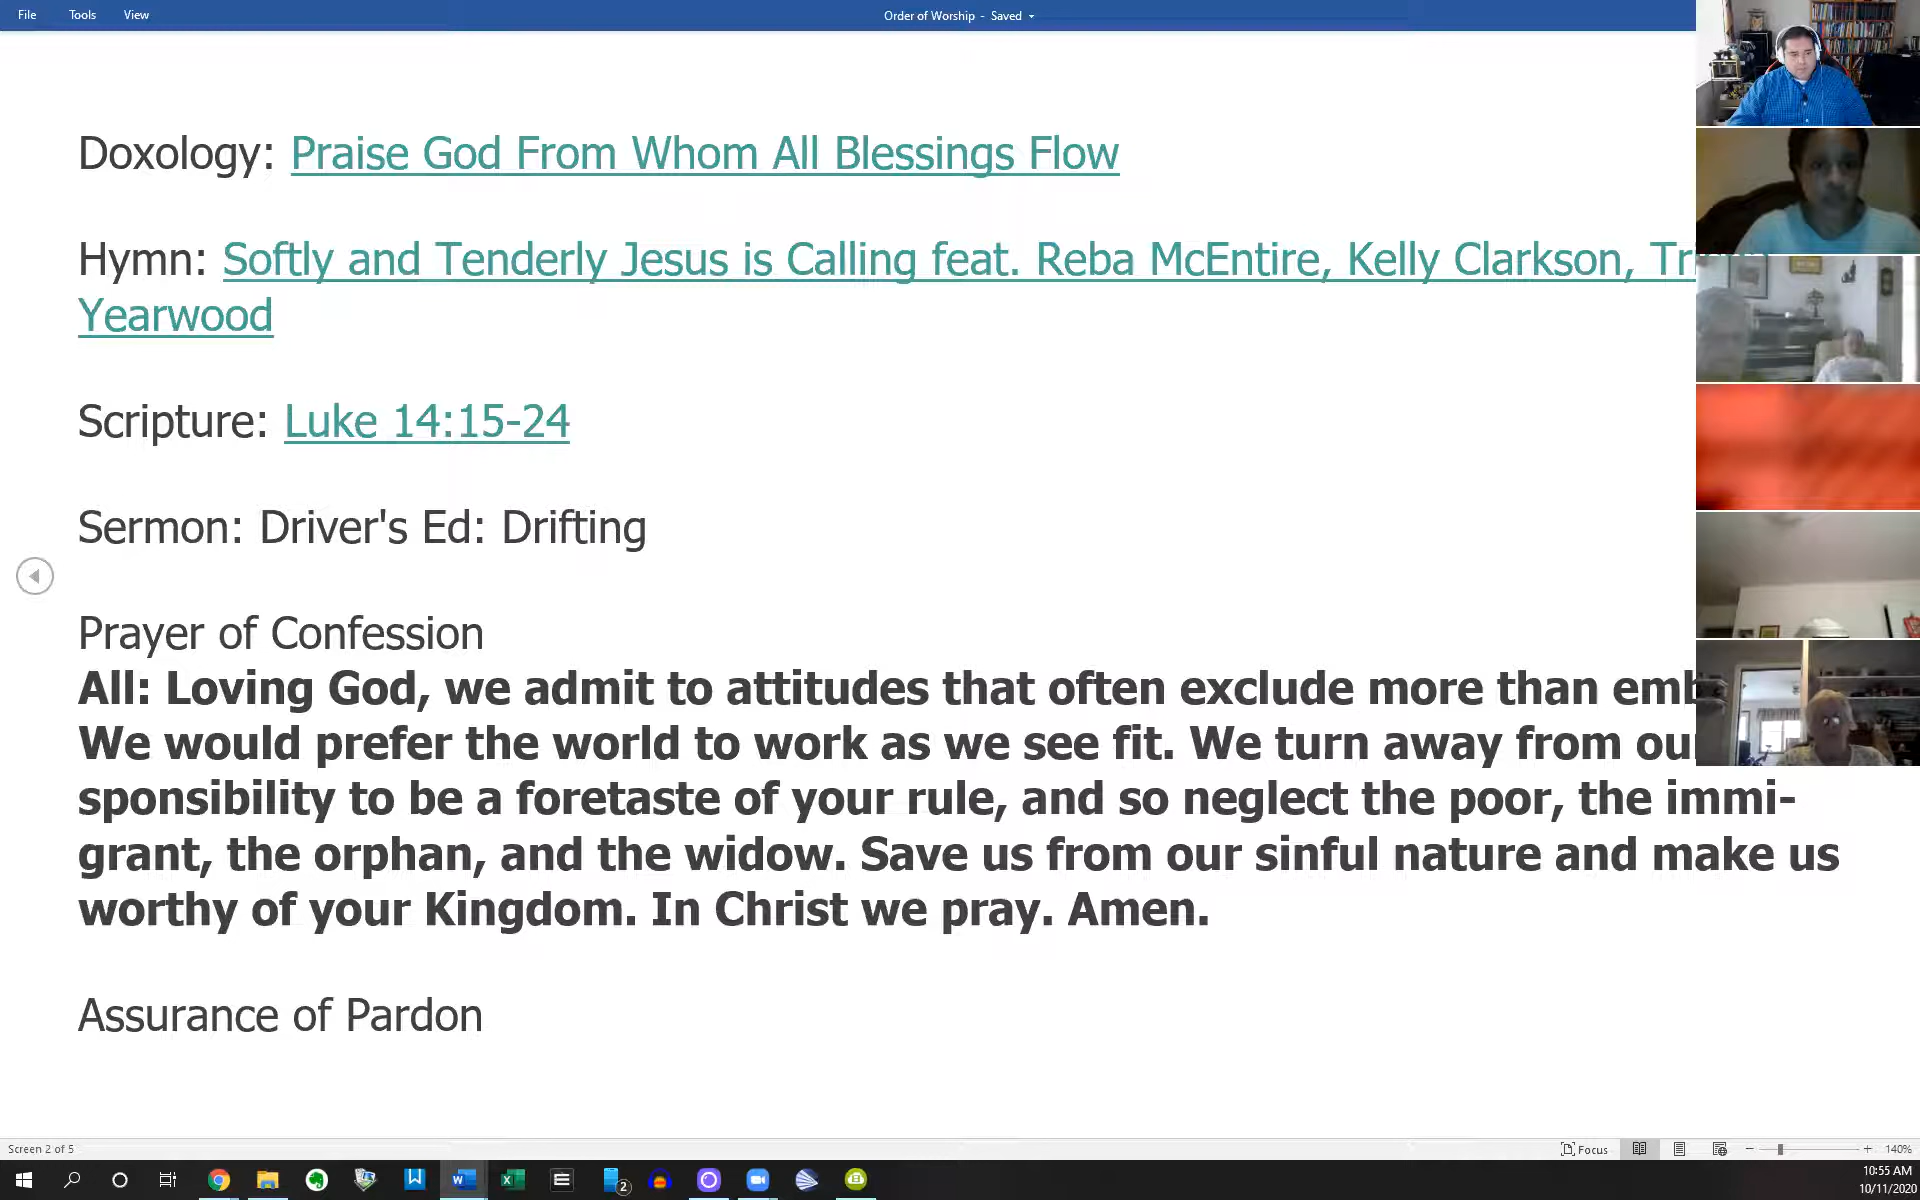 File Tools View Order of Worship - Saved
Doxology: Praise God From Whom All Blessings Flow
Hymn: Softly and Tenderly Jesus is Calling feat. Reba McEntire, Kelly Clarkson,
Yearwood
Scripture: Luke 14:15-24
Sermon: Driver's Ed: Drifting
Prayer of Confession
All: Loving God, we admit to attitudes that often exclude more than
We would prefer the world to work as we see fit. We turn away from
sponsibility to be a foretaste of your rule, and so neglect the poor, the immi-
grant, the orphan, and the widow. Save us from our sinful nature and make us
worthy of your Kingdom. In Christ we pray. Amen.
Assurance of Pardon
Screen 2 of 5 Focus 140%
2
10:55 AM
10/11/2020